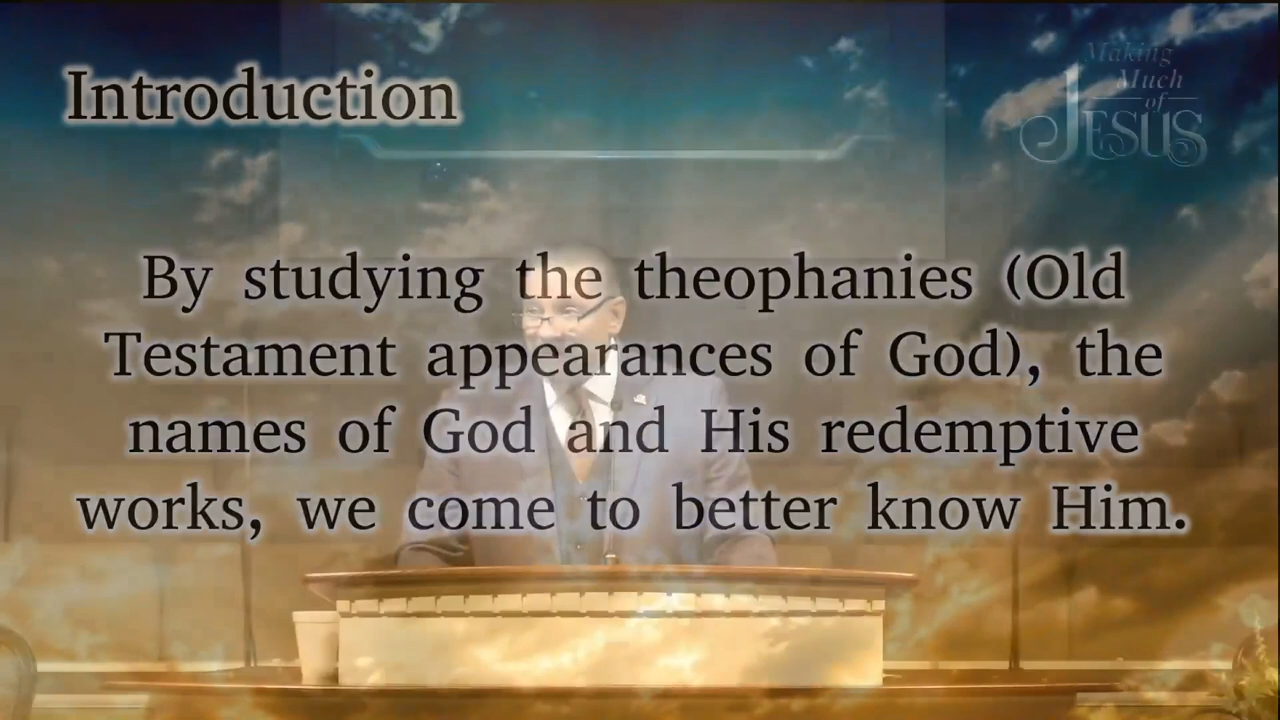 Introduction
Making
Much
of
JESUS
By studying the theophanies (Old
Testament appearances of God), the
names of God and His redemptive
works, we come to better know Him.